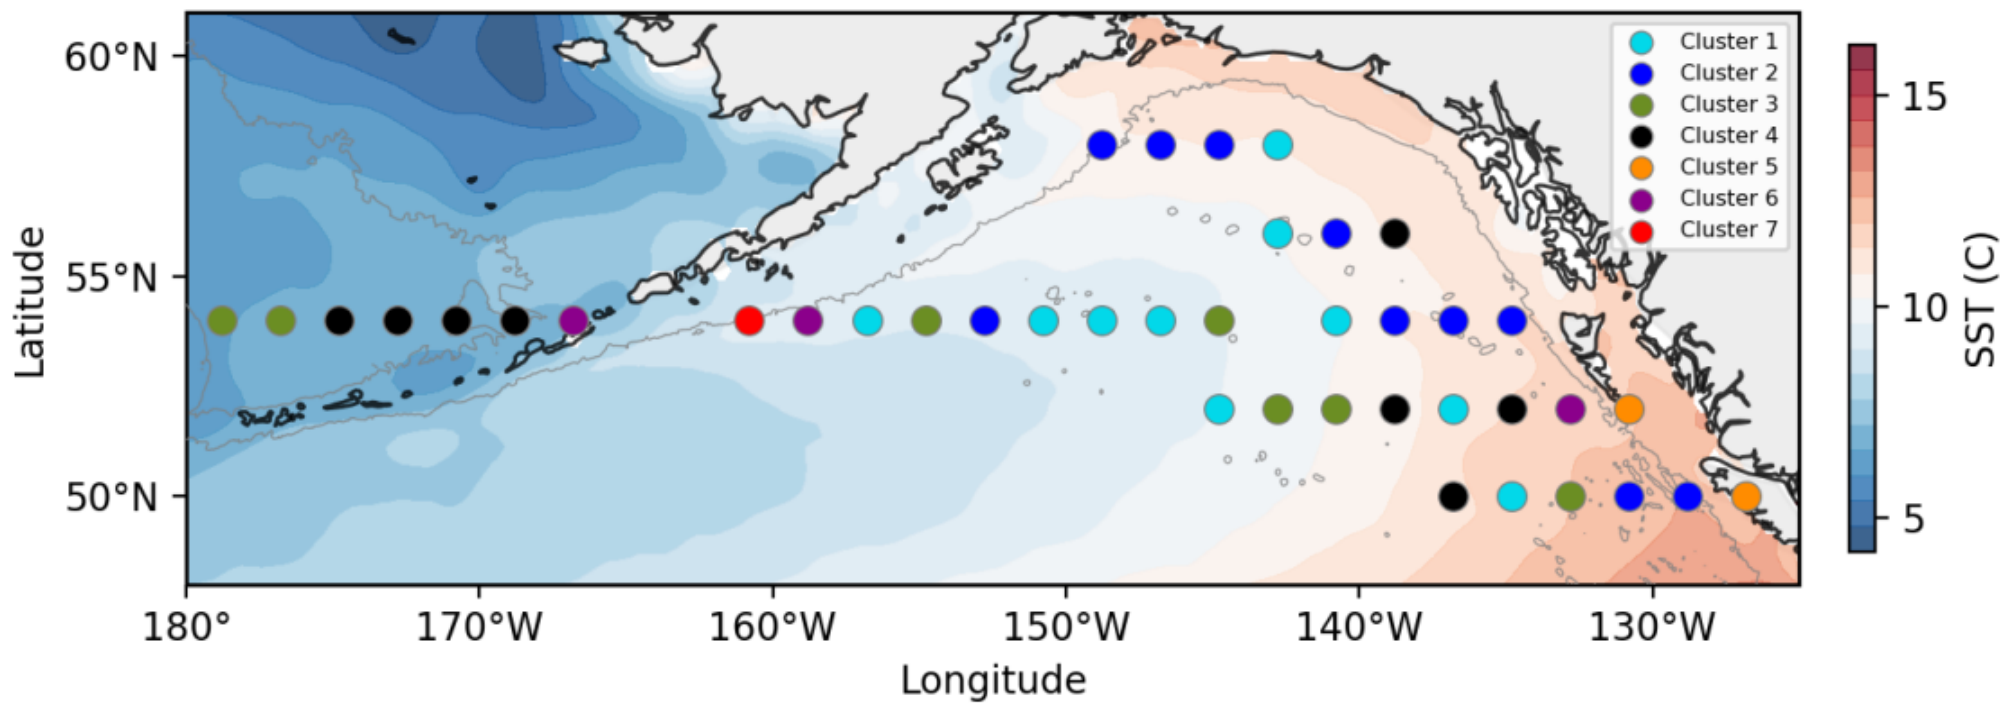 60°N
55°N
50°N
Latitude
180°
170°W
160°W
150°W
140°W
130°W
Longitude
Cluster 1
Cluster 2
Cluster 3
Cluster 4
Cluster 5
Cluster 6
Cluster 7
15
10
5
SST (C)